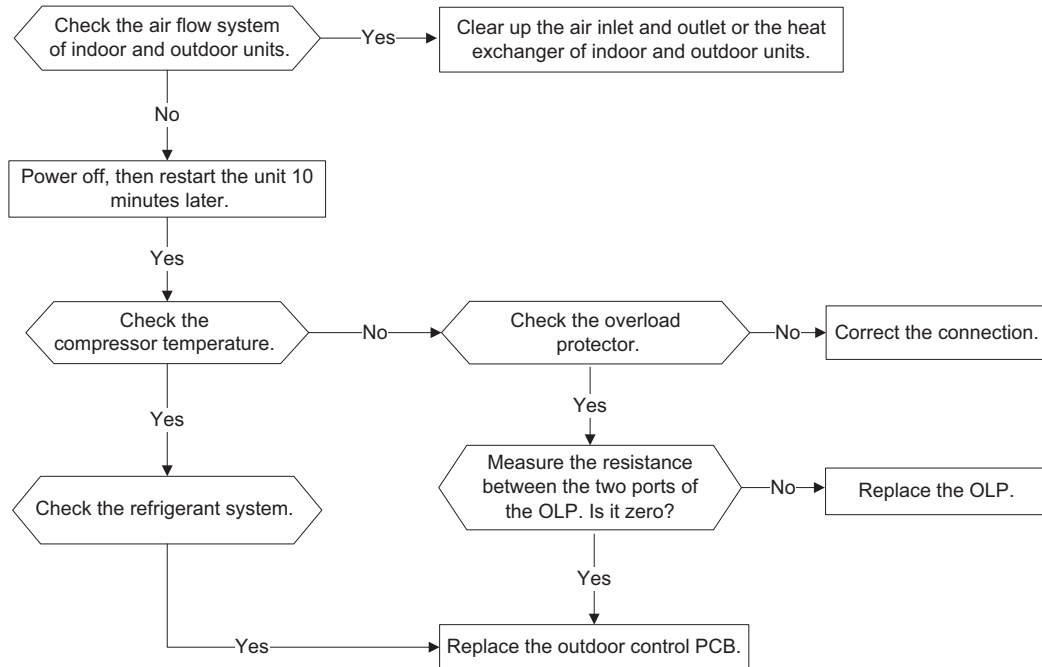 Check the air flow system
of indoor and outdoor units.
Yes
Clear up the air inlet and outlet or the heat
exchanger of indoor and outdoor units.
No
Power off, then restart the unit 10
minutes later.
Yes
Check the
compressor temperature.
No
Check the overload
protector.
No
Correct the connection.
Yes
Yes
Measure the resistance
between the two ports of
the OLP. Is it zero?
No
Replace the OLP.
Check the refrigerant system.
Yes
Yes
Replace the outdoor control PCB.